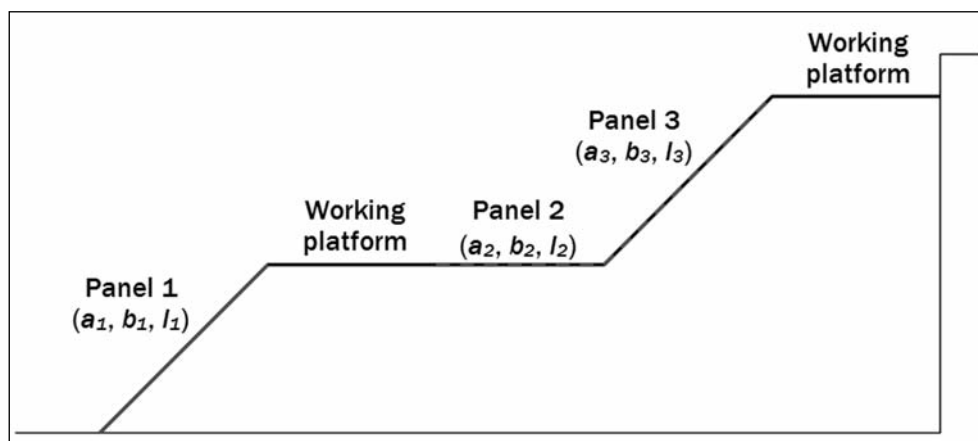 Working
platform
Panel 3
(a₃, b₃, l₃)
Working
platform
Panel 2
(a₂, b₂, l₂)
Panel 1
(a₁, b₁, l₁)